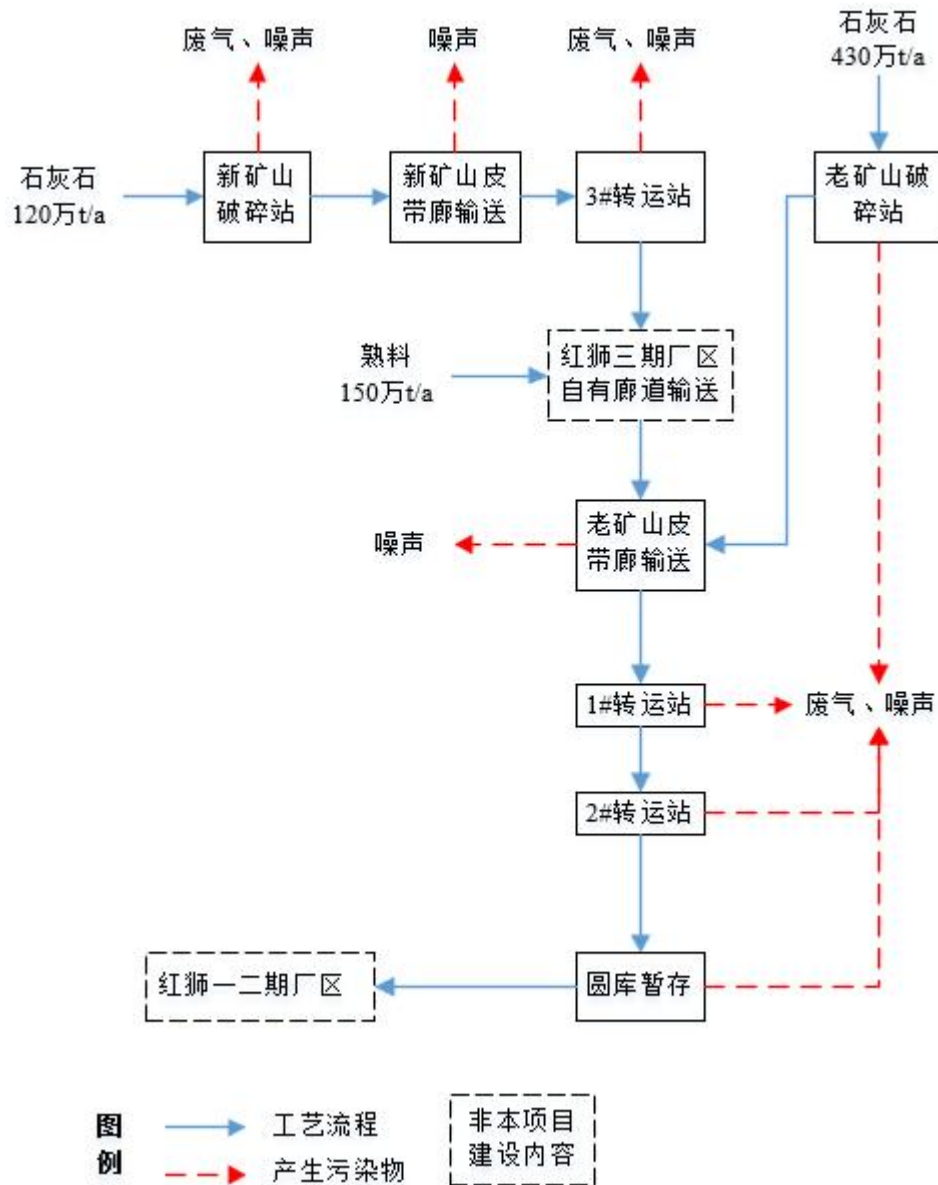 废气、噪声
噪声
废气、噪声
石灰石
430万t/a
石灰石
120万t/a
新矿山
破碎站
新矿山皮
带廊输送
3#转运站
老矿山破
碎站
熟料
150万t/a
红狮三期厂区
自有廊道输送
噪声
老矿山皮
带廊输送
1#转运站
废气、噪声
2#转运站
红狮一二期厂区
圆库暂存
图
例
工艺流程
产生污染物
非本项目
建设内容